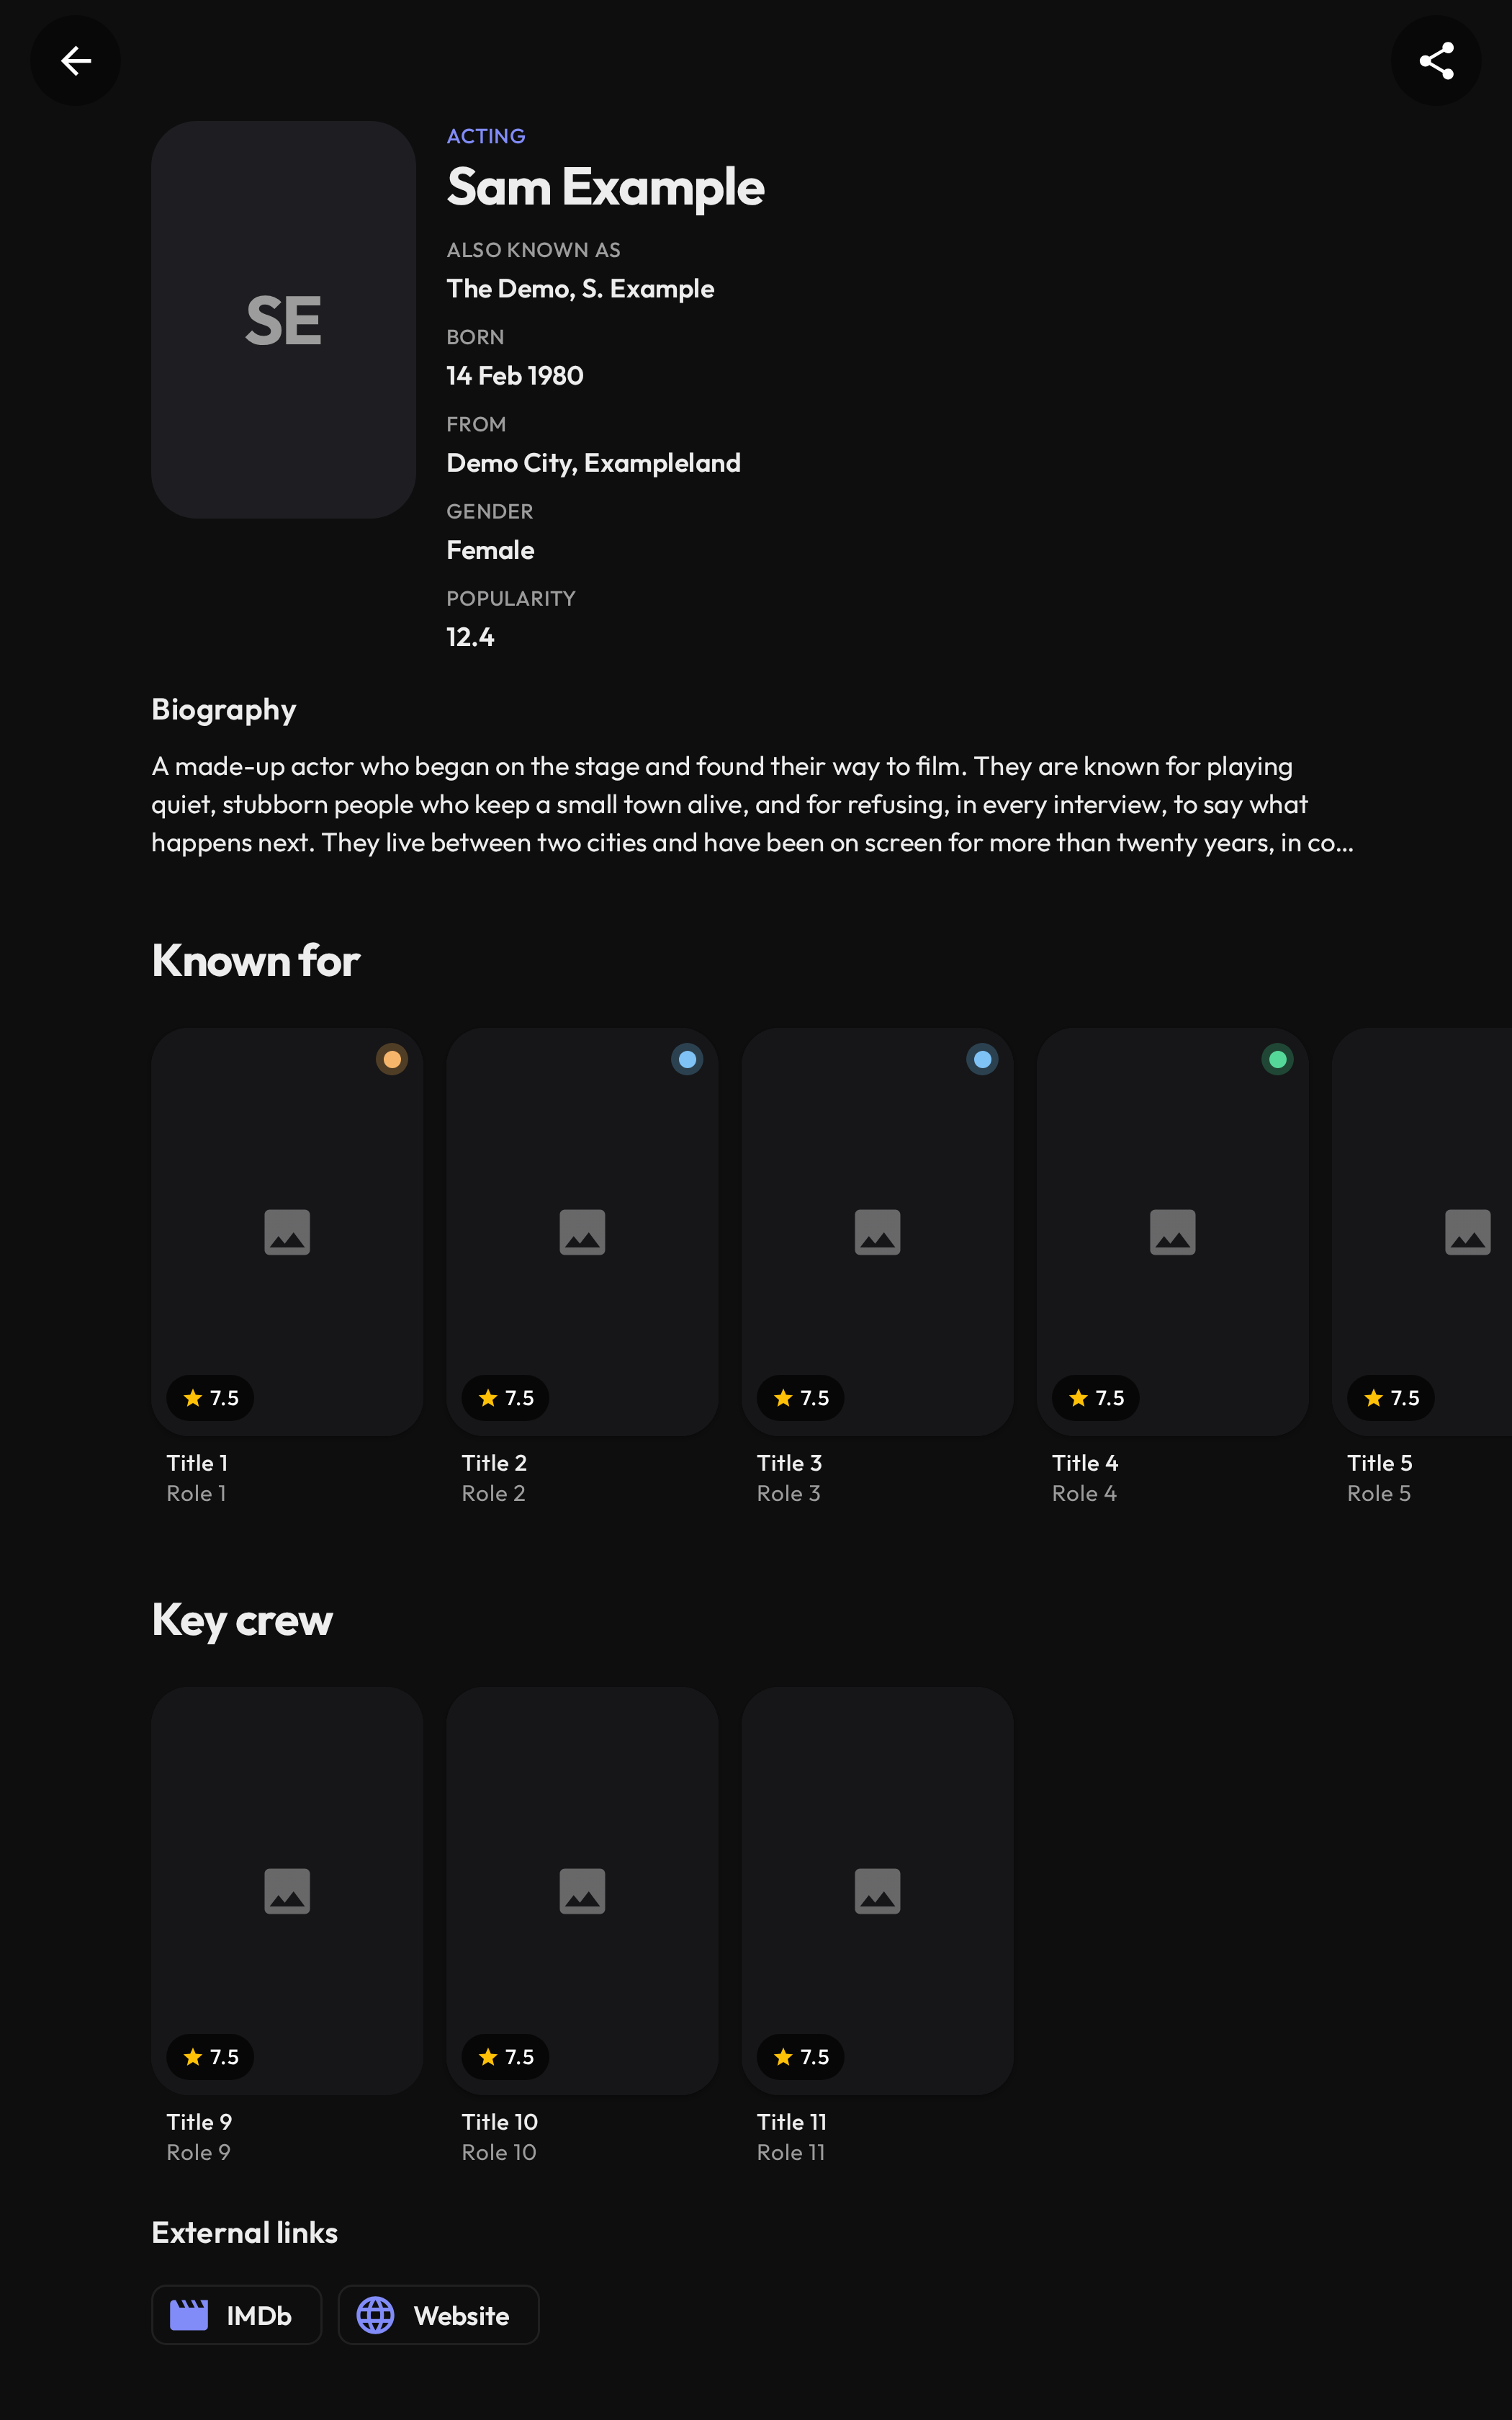 ACTING
Sam Example
ALSO KNOWN AS
The Demo, S. Example
BORN
14 Feb 1980
FROM
Demo City, Exampleland
GENDER
Female
POPULARITY
12.4
SE
Biography
A made-up actor who began on the stage and found their way to film. They are known for playing
quiet, stubborn people who keep a small town alive, and for refusing, in every interview, to say what
happens next. They live between two cities and have been on screen for more than twenty years, in co...
Known for
7.5
7.5
7.5
7.5
7.5
Title 1
Title 2
Title 3
Title 4
Title 5
Role 1
Role 2
Role 3
Role 4
Role 5
Key crew
7.5
7.5
7.5
Title 9
Title 10
Title 11
Role 9
Role 10
Role 11
External links
IMDb
Website